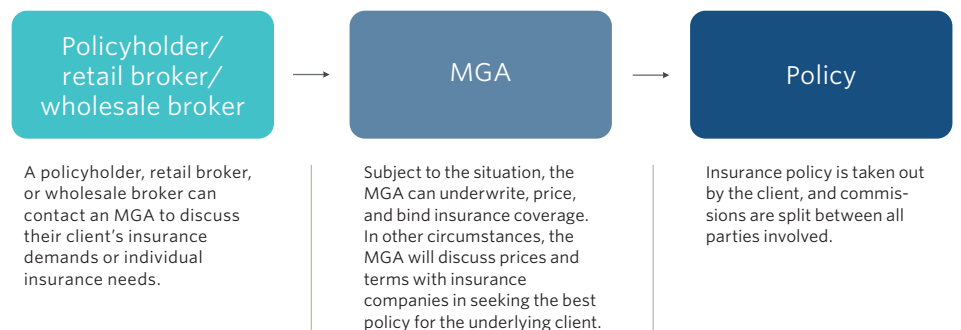 Policyholder/
retail broker/
wholesale broker
MGA
Policy
A policyholder, retail broker,
or wholesale broker can
contact an MGA to discuss
their client's insurance
demands or individual
insurance needs.
Subject to the situation, the
MGA can underwrite, price,
and bind insurance coverage.
In other circumstances, the
MGA will discuss prices and
terms with insurance
companies in seeking the best
policy for the underlying client.
Insurance policy is taken out
by the client, and commis-
sions are split between all
parties involved.